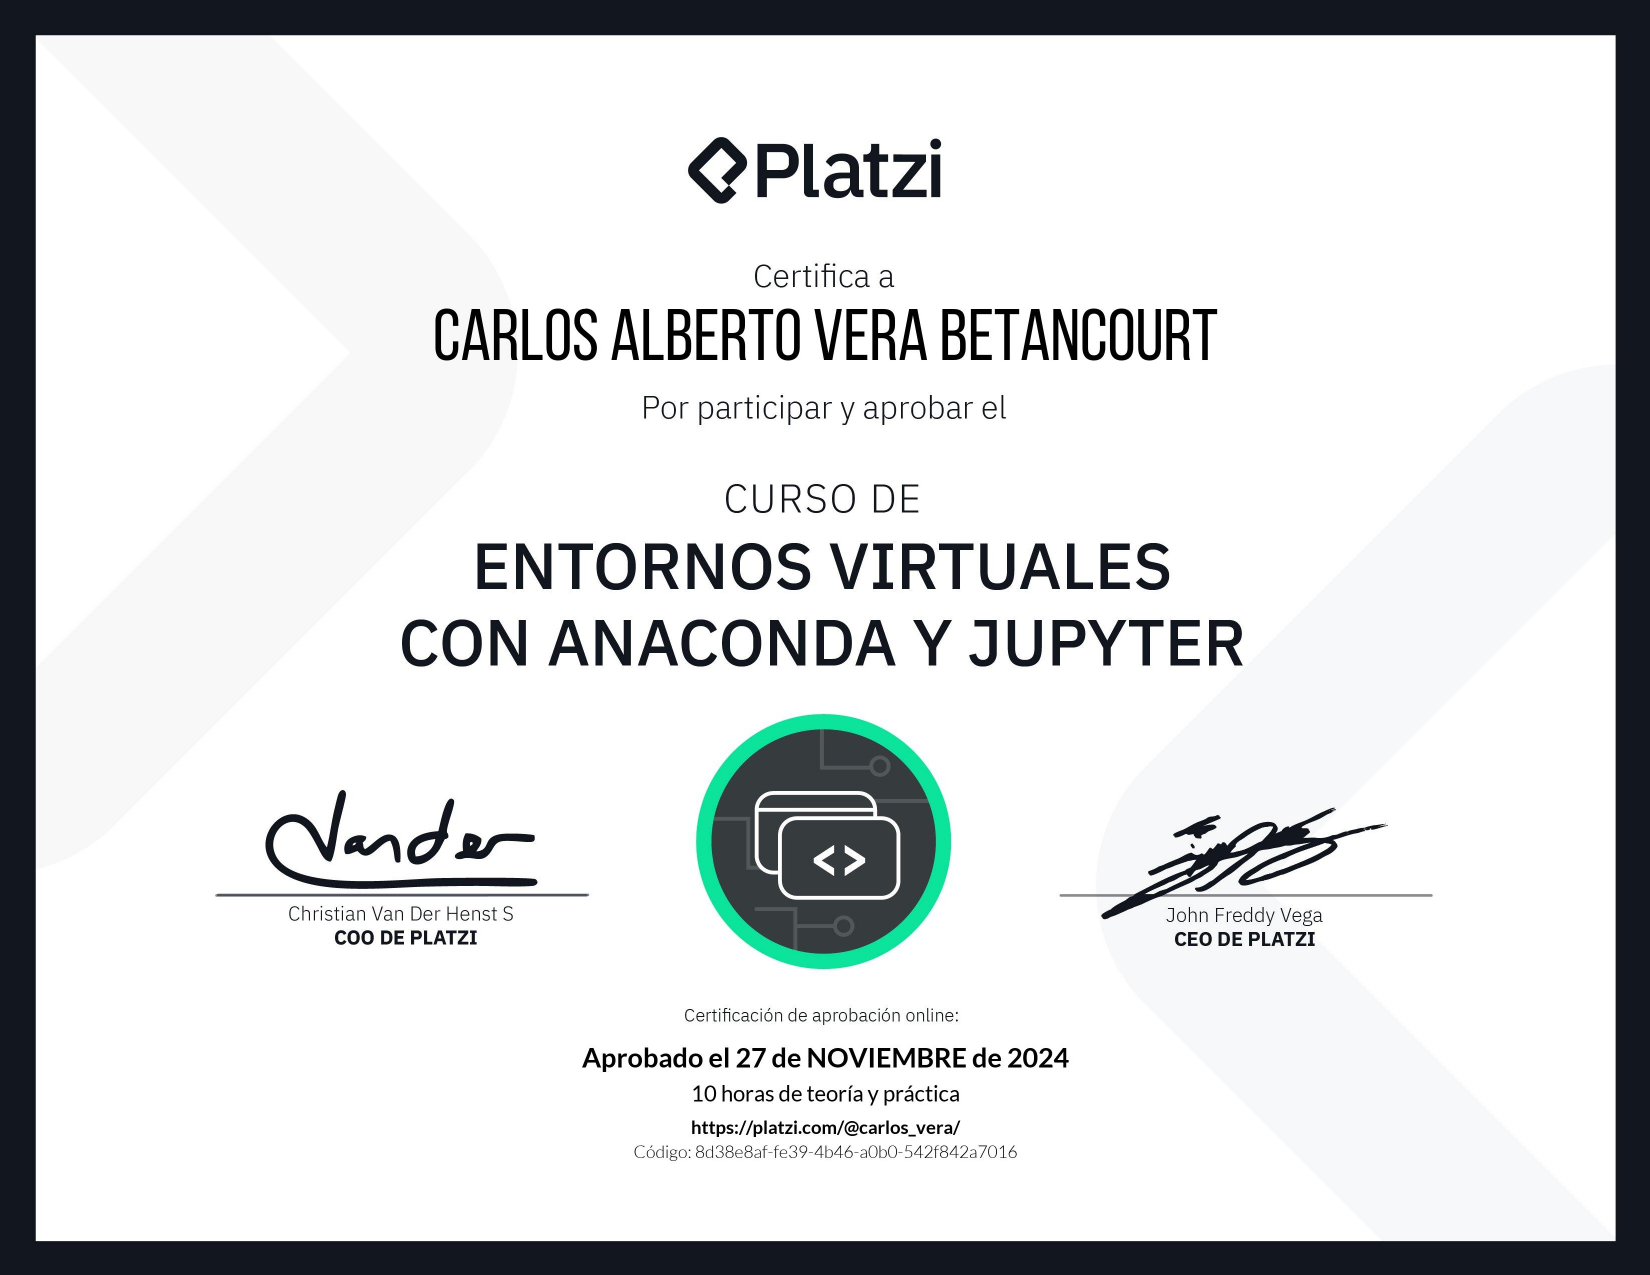 Platzi
Certifica a
CARLOS ALBERTO VERA BETANCOURT
Por participar y aprobar el
CURSO DE
ENTORNOS VIRTUALES
CON ANACONDA Y JUPYTER
<>
Vander
Christian Van Der Henst S
COO DE PLATZI
John Freddy Vega
CEO DE PLATZI
Certificación de aprobación online:
Aprobado el 27 de NOVIEMBRE de 2024
10 horas de teoría y práctica
https://platzi.com/@carlos_vera/
Código: 8d38e8af-fe39-4b46-a0b0-542f842a7016